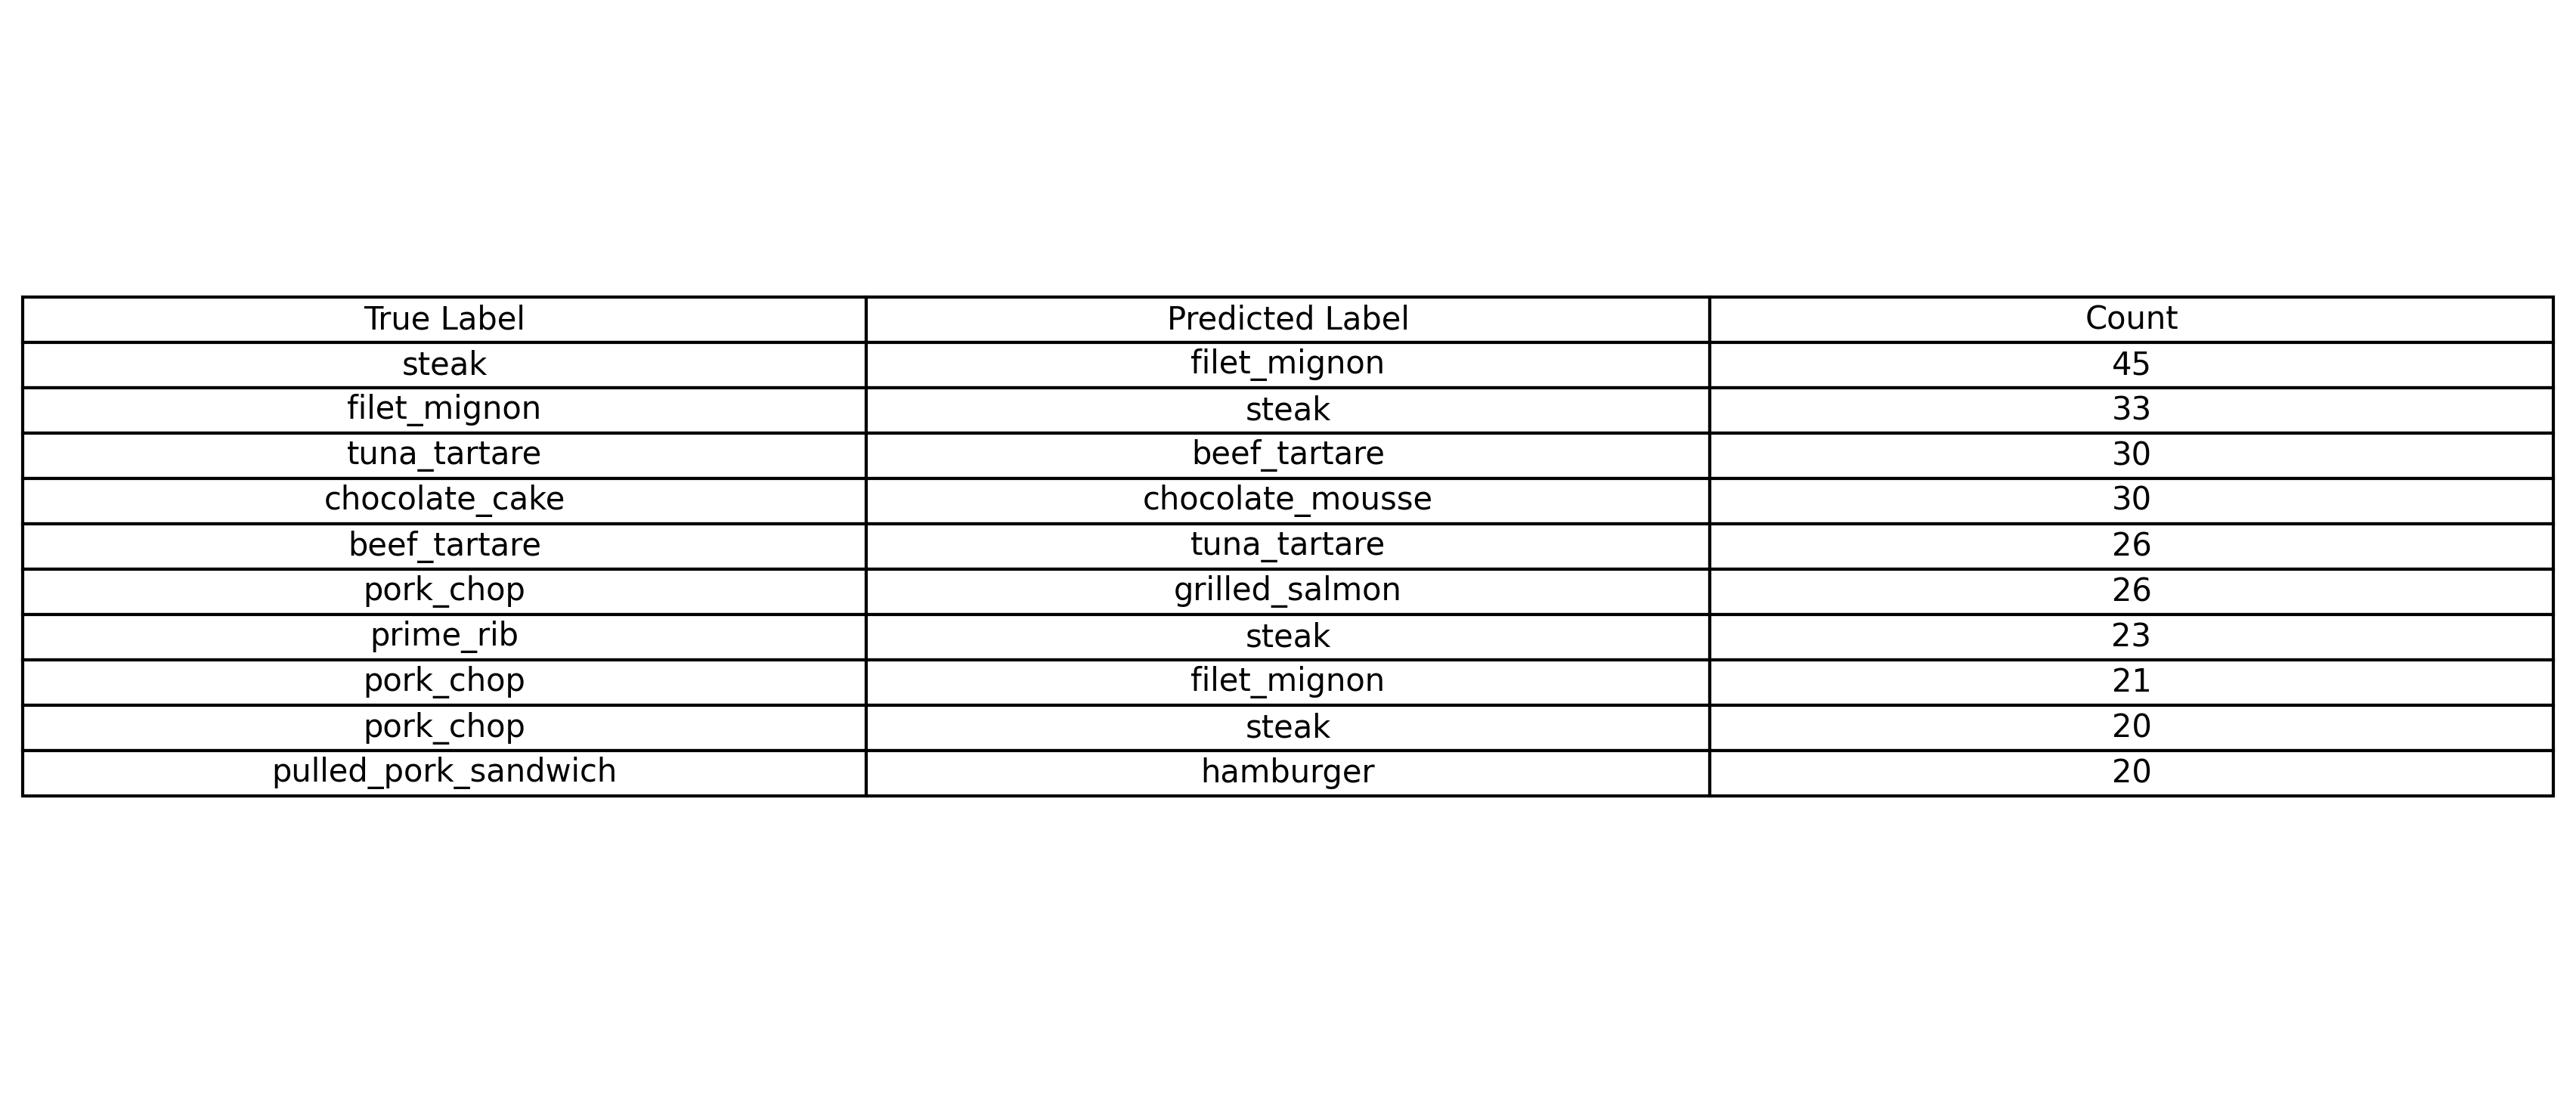 True Label Predicted Label Count
steak filet_mignon 45
filet_mignon steak 33
tuna_tartare beef_tartare 30
chocolate_cake chocolate_mousse 30
beef_tartare tuna_tartare 26
pork_chop grilled_salmon 26
prime_rib steak 23
pork_chop filet_mignon 21
pork_chop steak 20
pulled_pork_sandwich hamburger 20